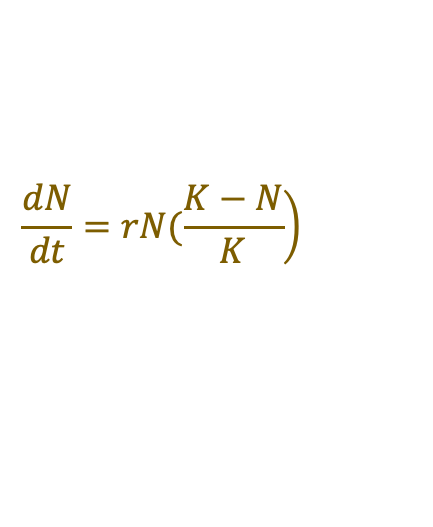 dN/dt = rN((K − N)/K)